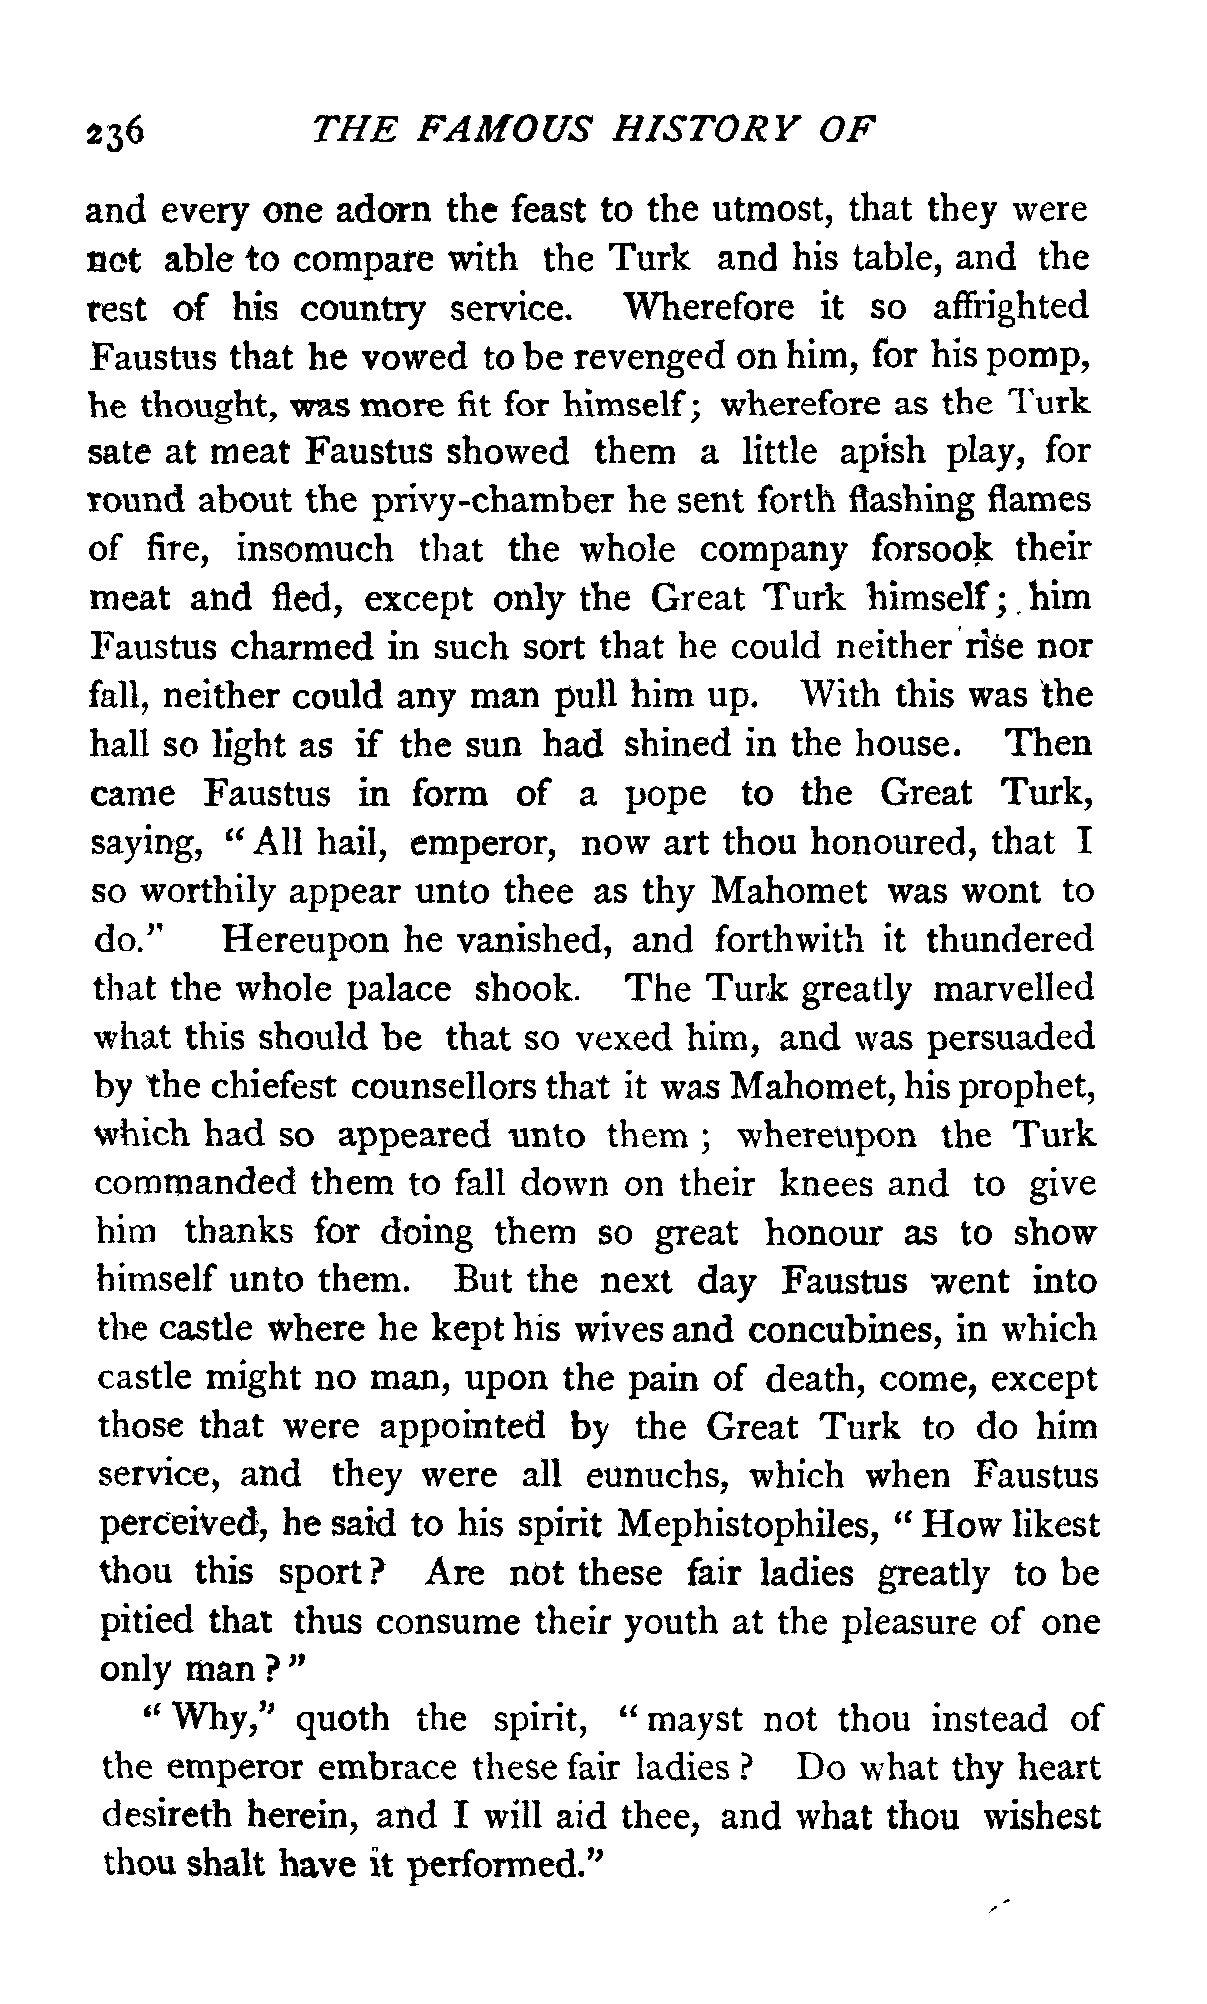 236 THE FAMOUS HISTORY OF
and every one adorn the feast to the utmost, that they were
not able to compare with the Turk and his table, and the
rest of his country service. Wherefore it so affrighted
Faustus that he vowed to be revenged on him, for his pomp,
he thought, was more fit for himself; wherefore as the Turk
sate at meat Faustus showed them a little apish play, for
round about the privy-chamber he sent forth flashing flames
of fire, insomuch that the whole company forsook their
meat and fled, except only the Great Turk himself; him
Faustus charmed in such sort that he could neither rise nor
fall, neither could any man pull him up. With this was the
hall so light as if the sun had shined in the house. Then
came Faustus in form of a pope to the Great Turk,
saying, "All hail, emperor, now art thou honoured, that I
so worthily appear unto thee as thy Mahomet was wont to
do." Hereupon he vanished, and forthwith it thundered
that the whole palace shook. The Turk greatly marvelled
what this should be that so vexed him, and was persuaded
by the chiefest counsellors that it was Mahomet, his prophet,
which had so appeared unto them; whereupon the Turk
commanded them to fall down on their knees and to give
him thanks for doing them so great honour as to show
himself unto them. But the next day Faustus went into
the castle where he kept his wives and concubines, in which
castle might no man, upon the pain of death, come, except
those that were appointed by the Great Turk to do him
service, and they were all eunuchs, which when Faustus
perceived, he said to his spirit Mephistophiles, "How likest
thou this sport? Are not these fair ladies greatly to be
pitied that thus consume their youth at the pleasure of one
only man?"
"Why," quoth the spirit, "mayst not thou instead of
the emperor embrace these fair ladies? Do what thy heart
desireth herein, and I will aid thee, and what thou wishest
thou shalt have it performed."